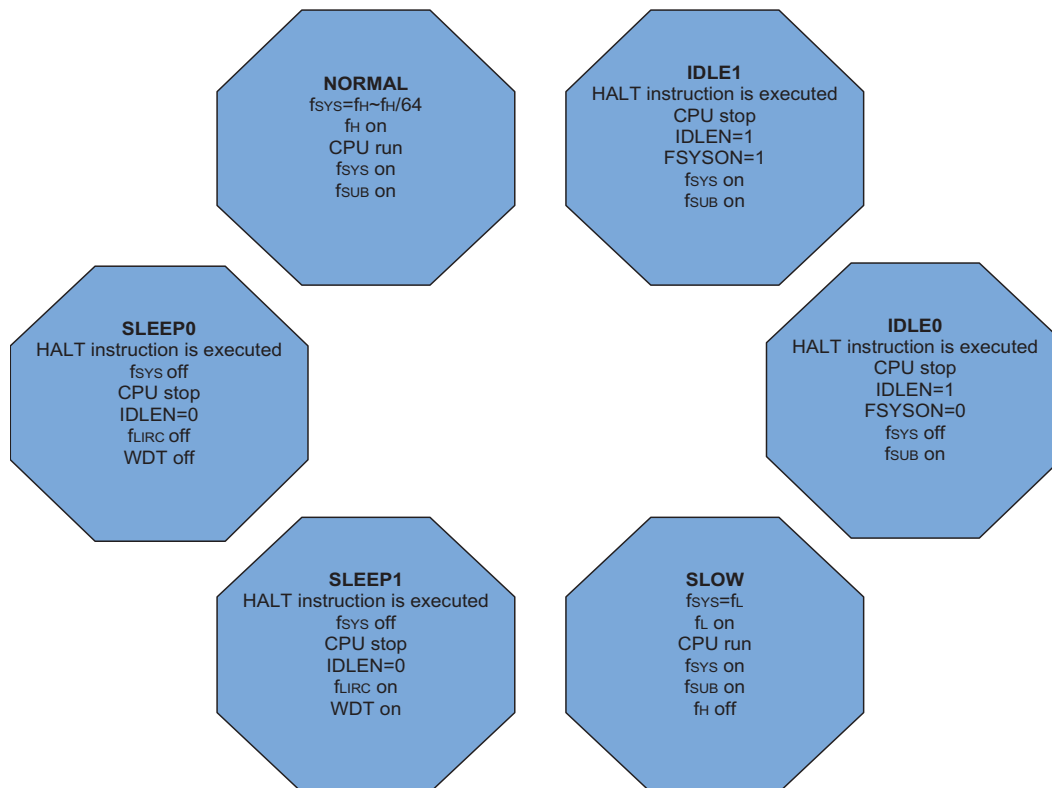 NORMAL
fSYS=fH~fH/64
fH on
CPU run
fSYS on
fSUB on
IDLE1
HALT instruction is executed
CPU stop
IDLEN=1
FSYSON=1
fSYS on
fSUB on
SLEEP0
HALT instruction is executed
fSYS off
CPU stop
IDLEN=0
fLIRC off
WDT off
IDLE0
HALT instruction is executed
CPU stop
IDLEN=1
FSYSON=0
fSYS off
fSUB on
SLEEP1
HALT instruction is executed
fSYS off
CPU stop
IDLEN=0
fLIRC on
WDT on
SLOW
fSYS=fL
fL on
CPU run
fSYS on
fSUB on
fH off